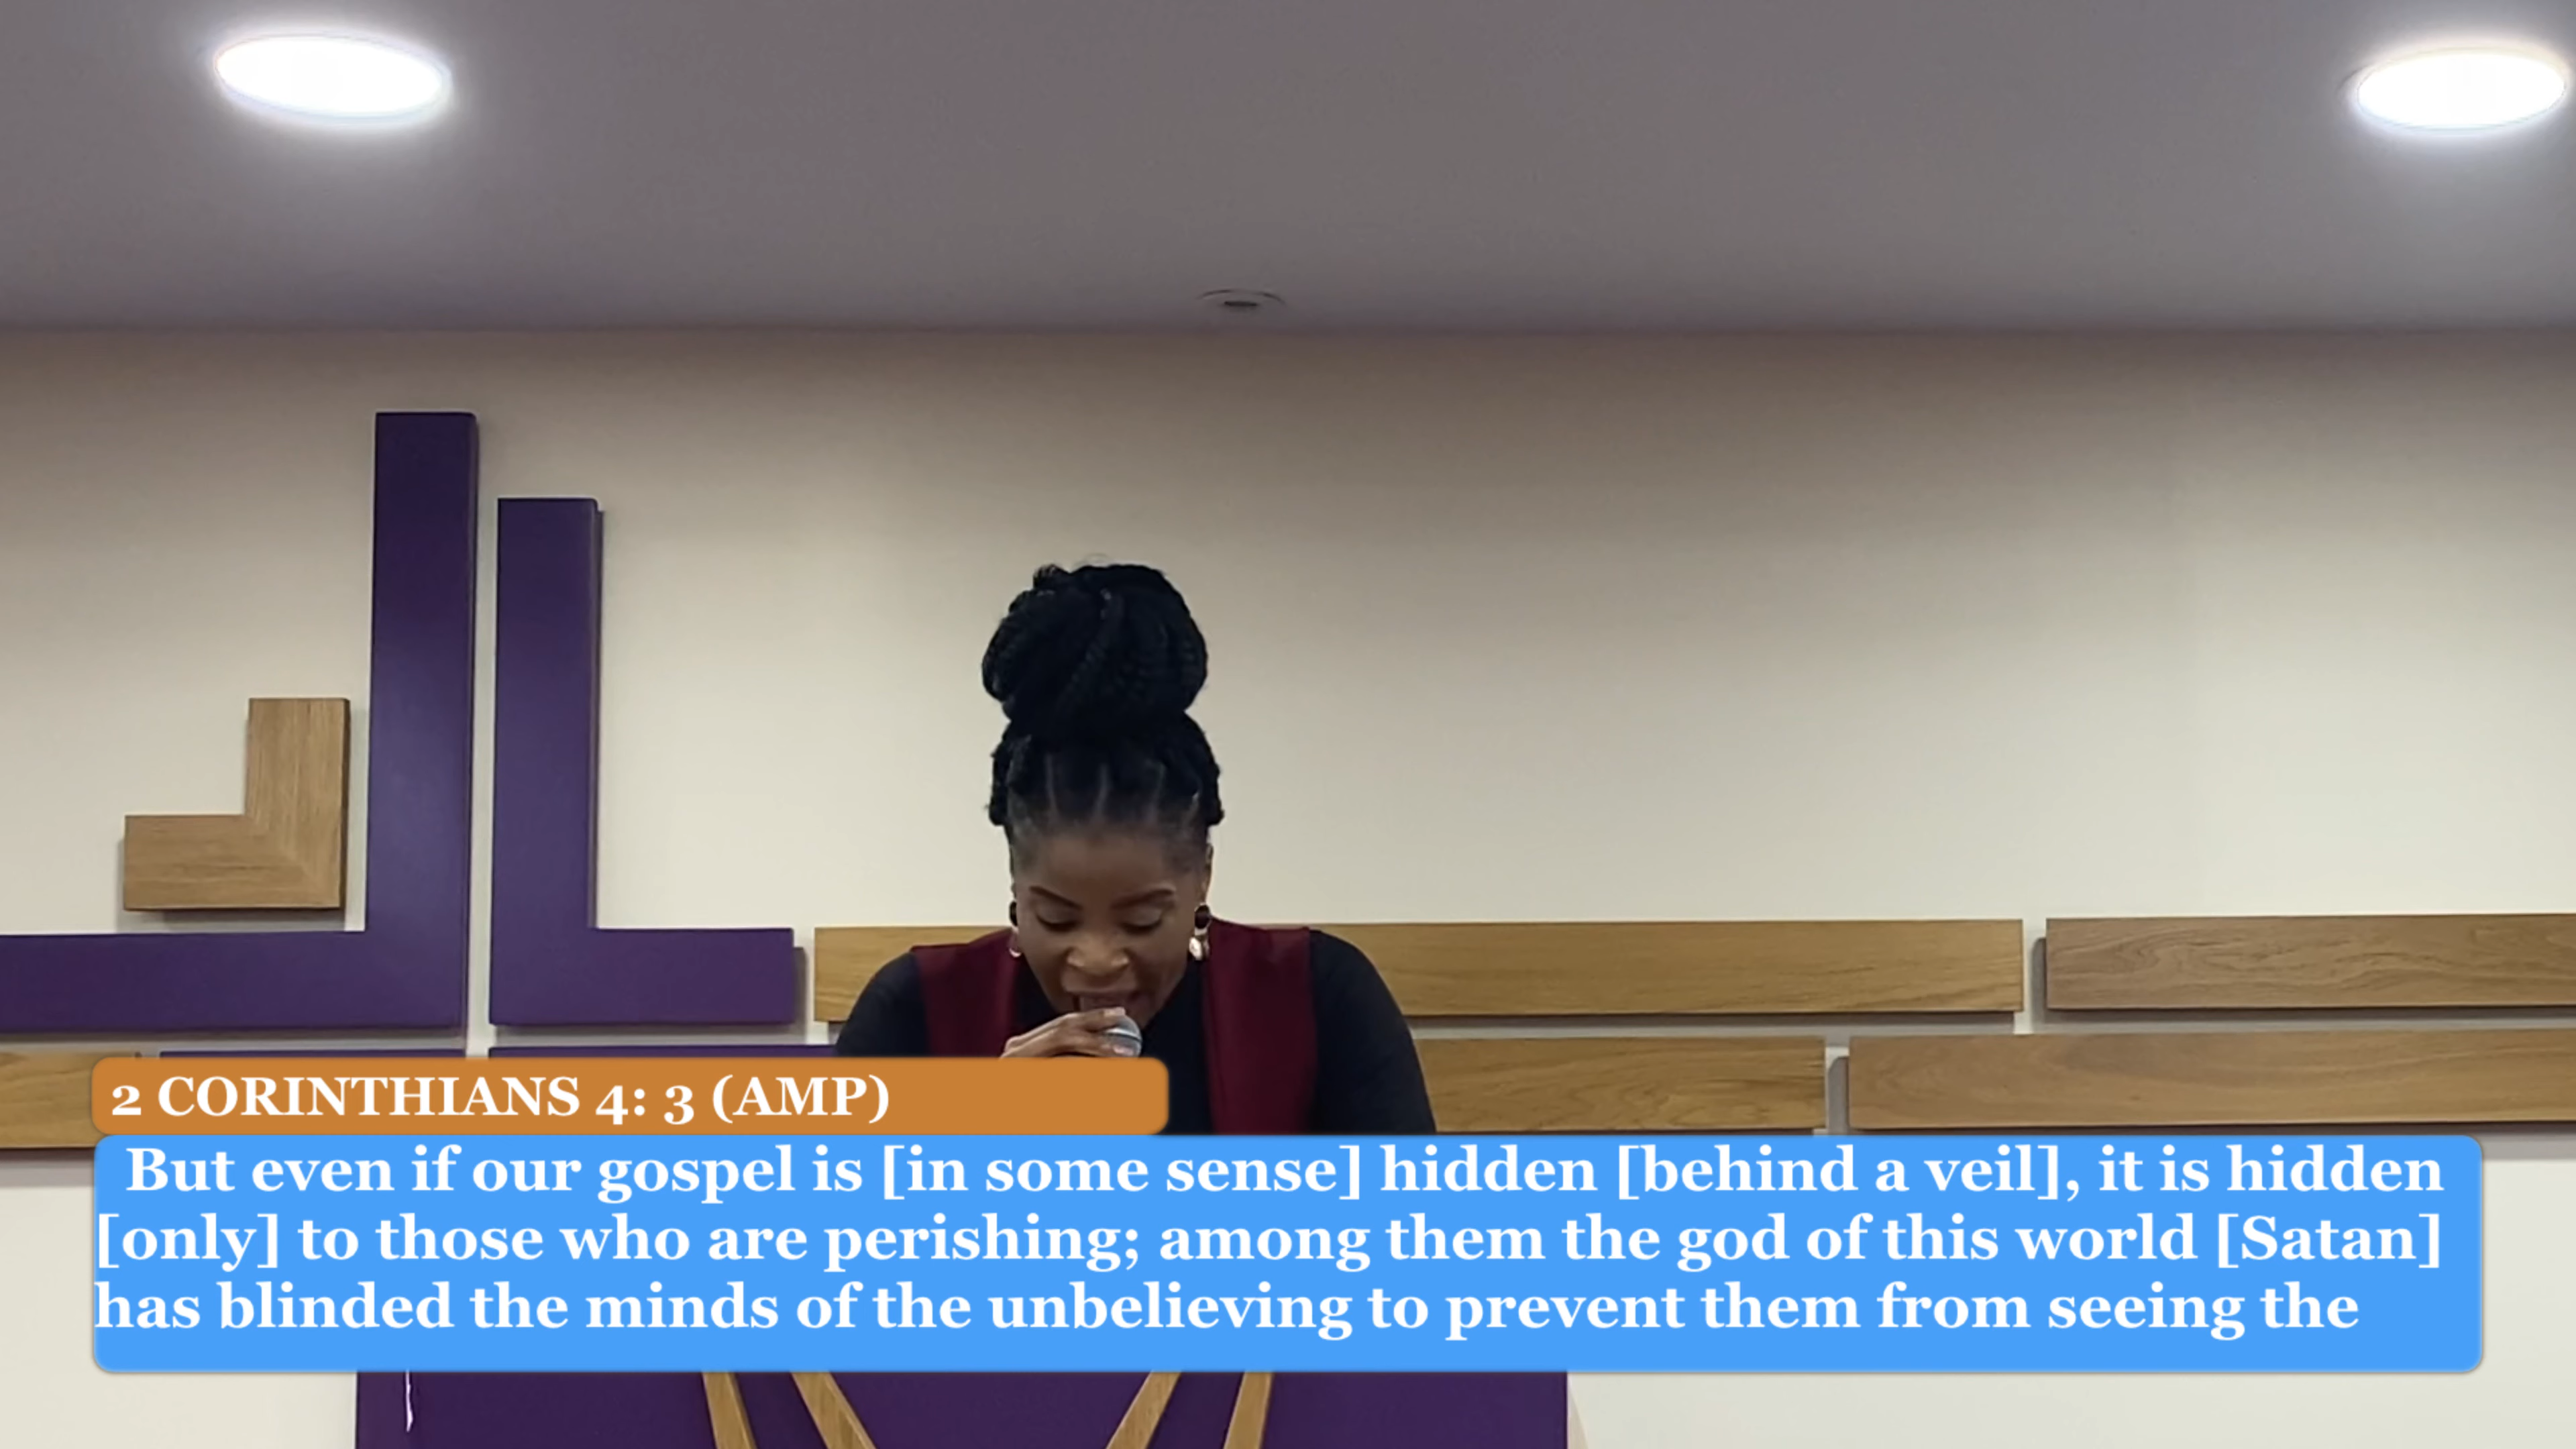 2 CORINTHIANS 4: 3 (AMP)
But even if our gospel is [in some sense] hidden [behind a veil], it is hidden
[only] to those who are perishing; among them the god of this world [Satan]
has blinded the minds of the unbelieving to prevent them from seeing the